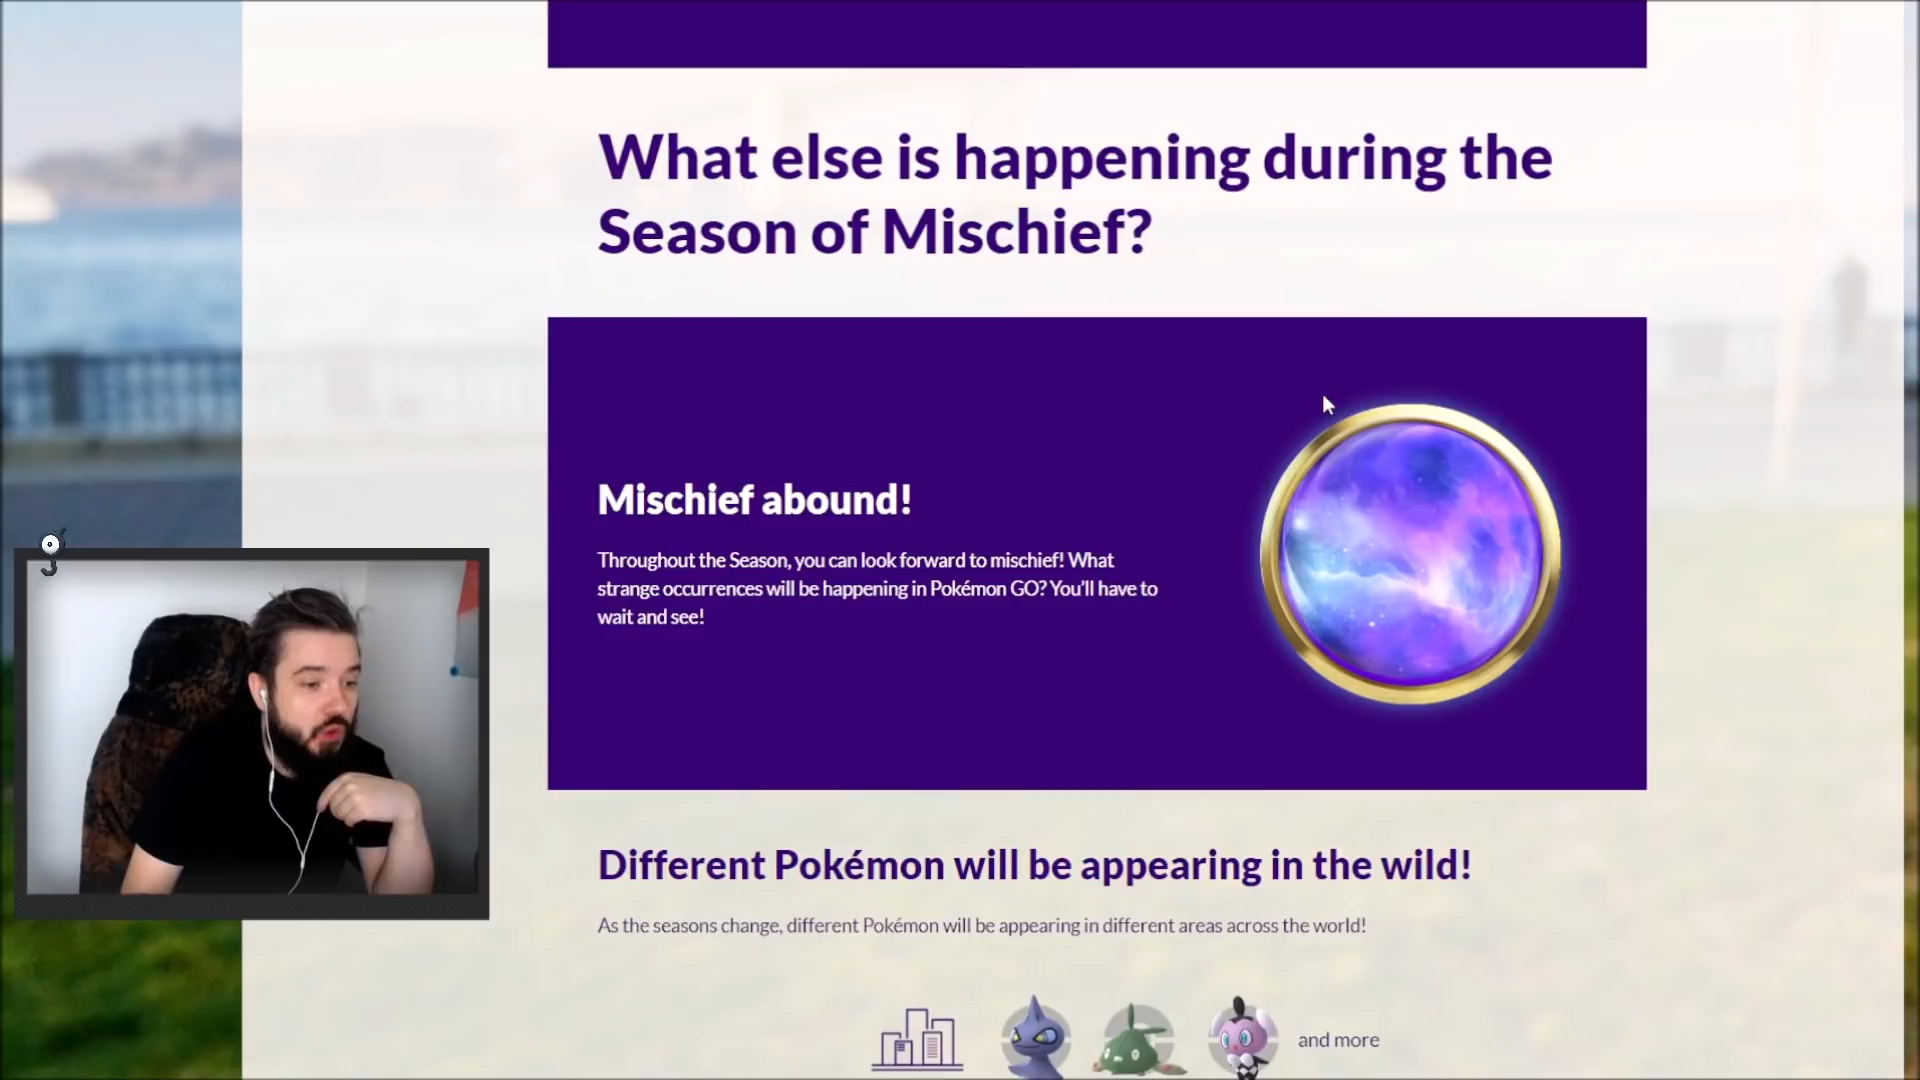 What else is happening during the
Season of Mischief?
Mischief abound!
Throughout the Season, you can look forward to mischief! What
strange occurrences will be happening in Pokémon GO? You'll have to
wait and see!
Different Pokémon will be appearing in the wild!
As the seasons change, different Pokémon will be appearing in different areas across the world!
and more